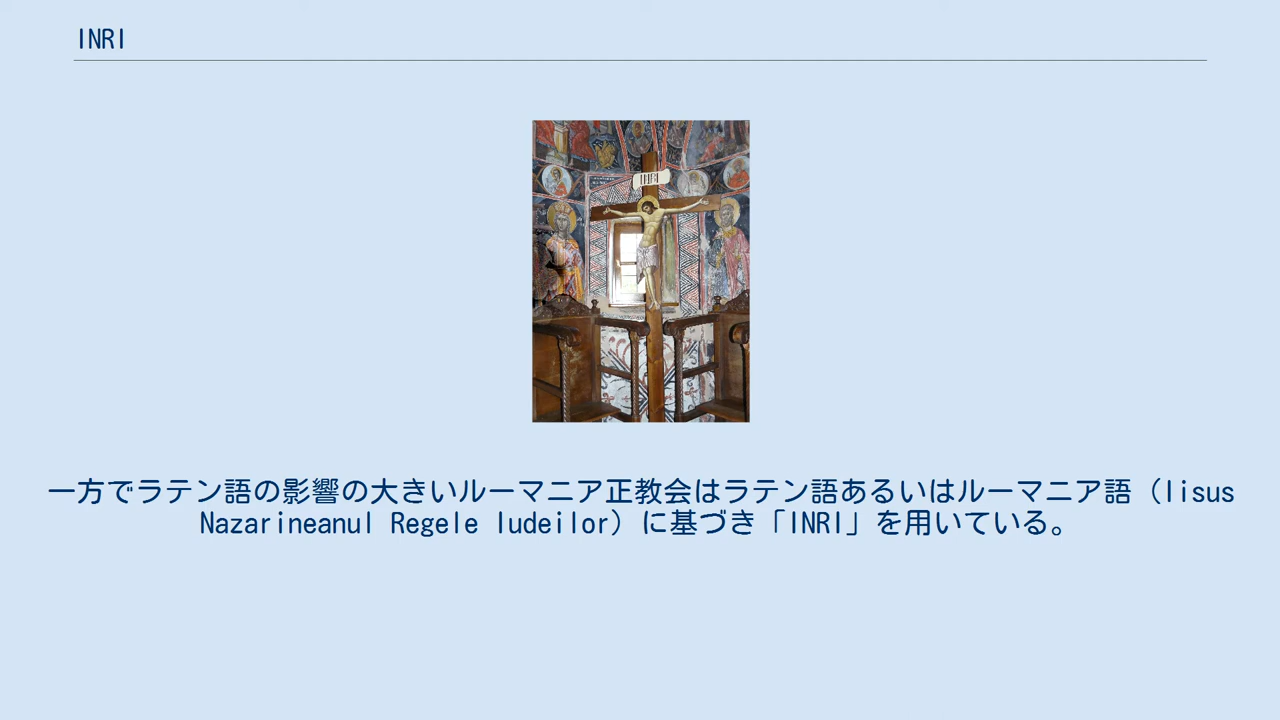 INRI
INRI
一方でラテン語の影響の大きいルーマニア正教会はラテン語あるいはルーマニア語（Iisus
Nazarineanul Regele Iudeilor）に基づき「INRI」を用いている。